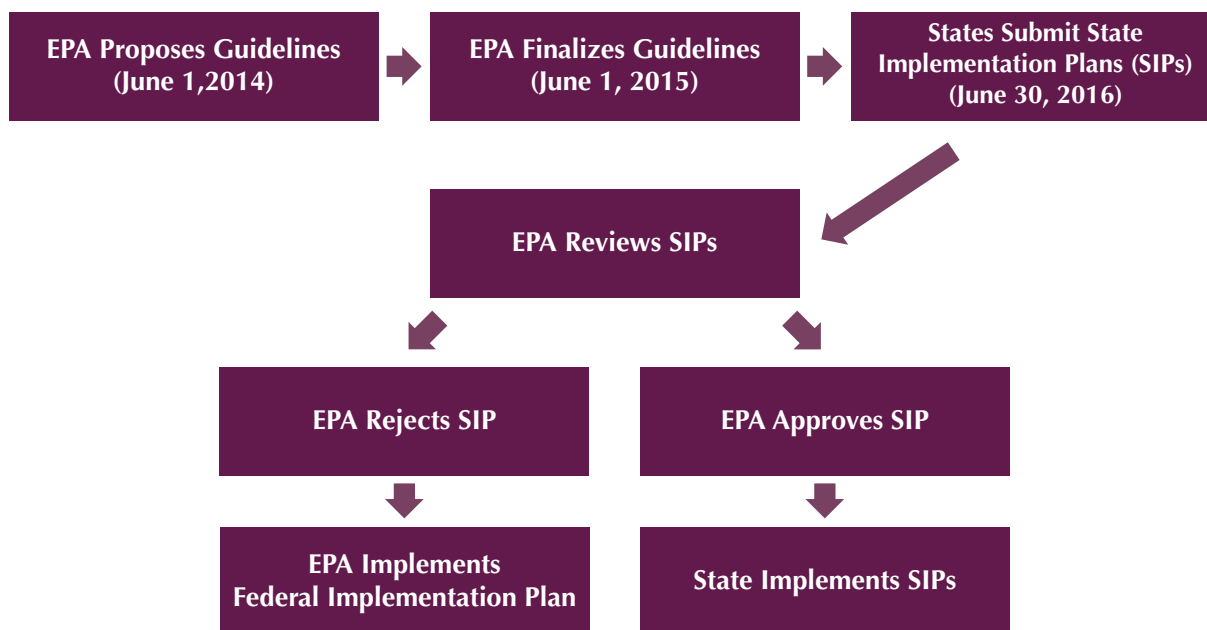 EPA Proposes Guidelines
(June 1,2014)
EPA Finalizes Guidelines
(June 1, 2015)
States Submit State
Implementation Plans (SIPs)
(June 30, 2016)
EPA Reviews SIPs
EPA Rejects SIP
EPA Approves SIP
EPA Implements
Federal Implementation Plan
State Implements SIPs